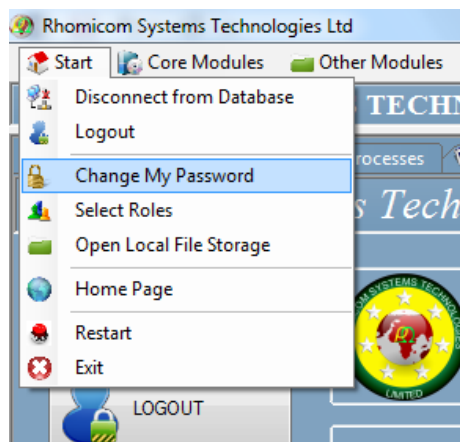 Rhomicom Systems Technologies Ltd
Start Core Modules Other Modules
Disconnect from Database
TECHN
Logout
rocesses
Change My Password
s Tech
Select Roles
Open Local File Storage
Home Page
Restart
Exit
LIMITED
LOGOUT